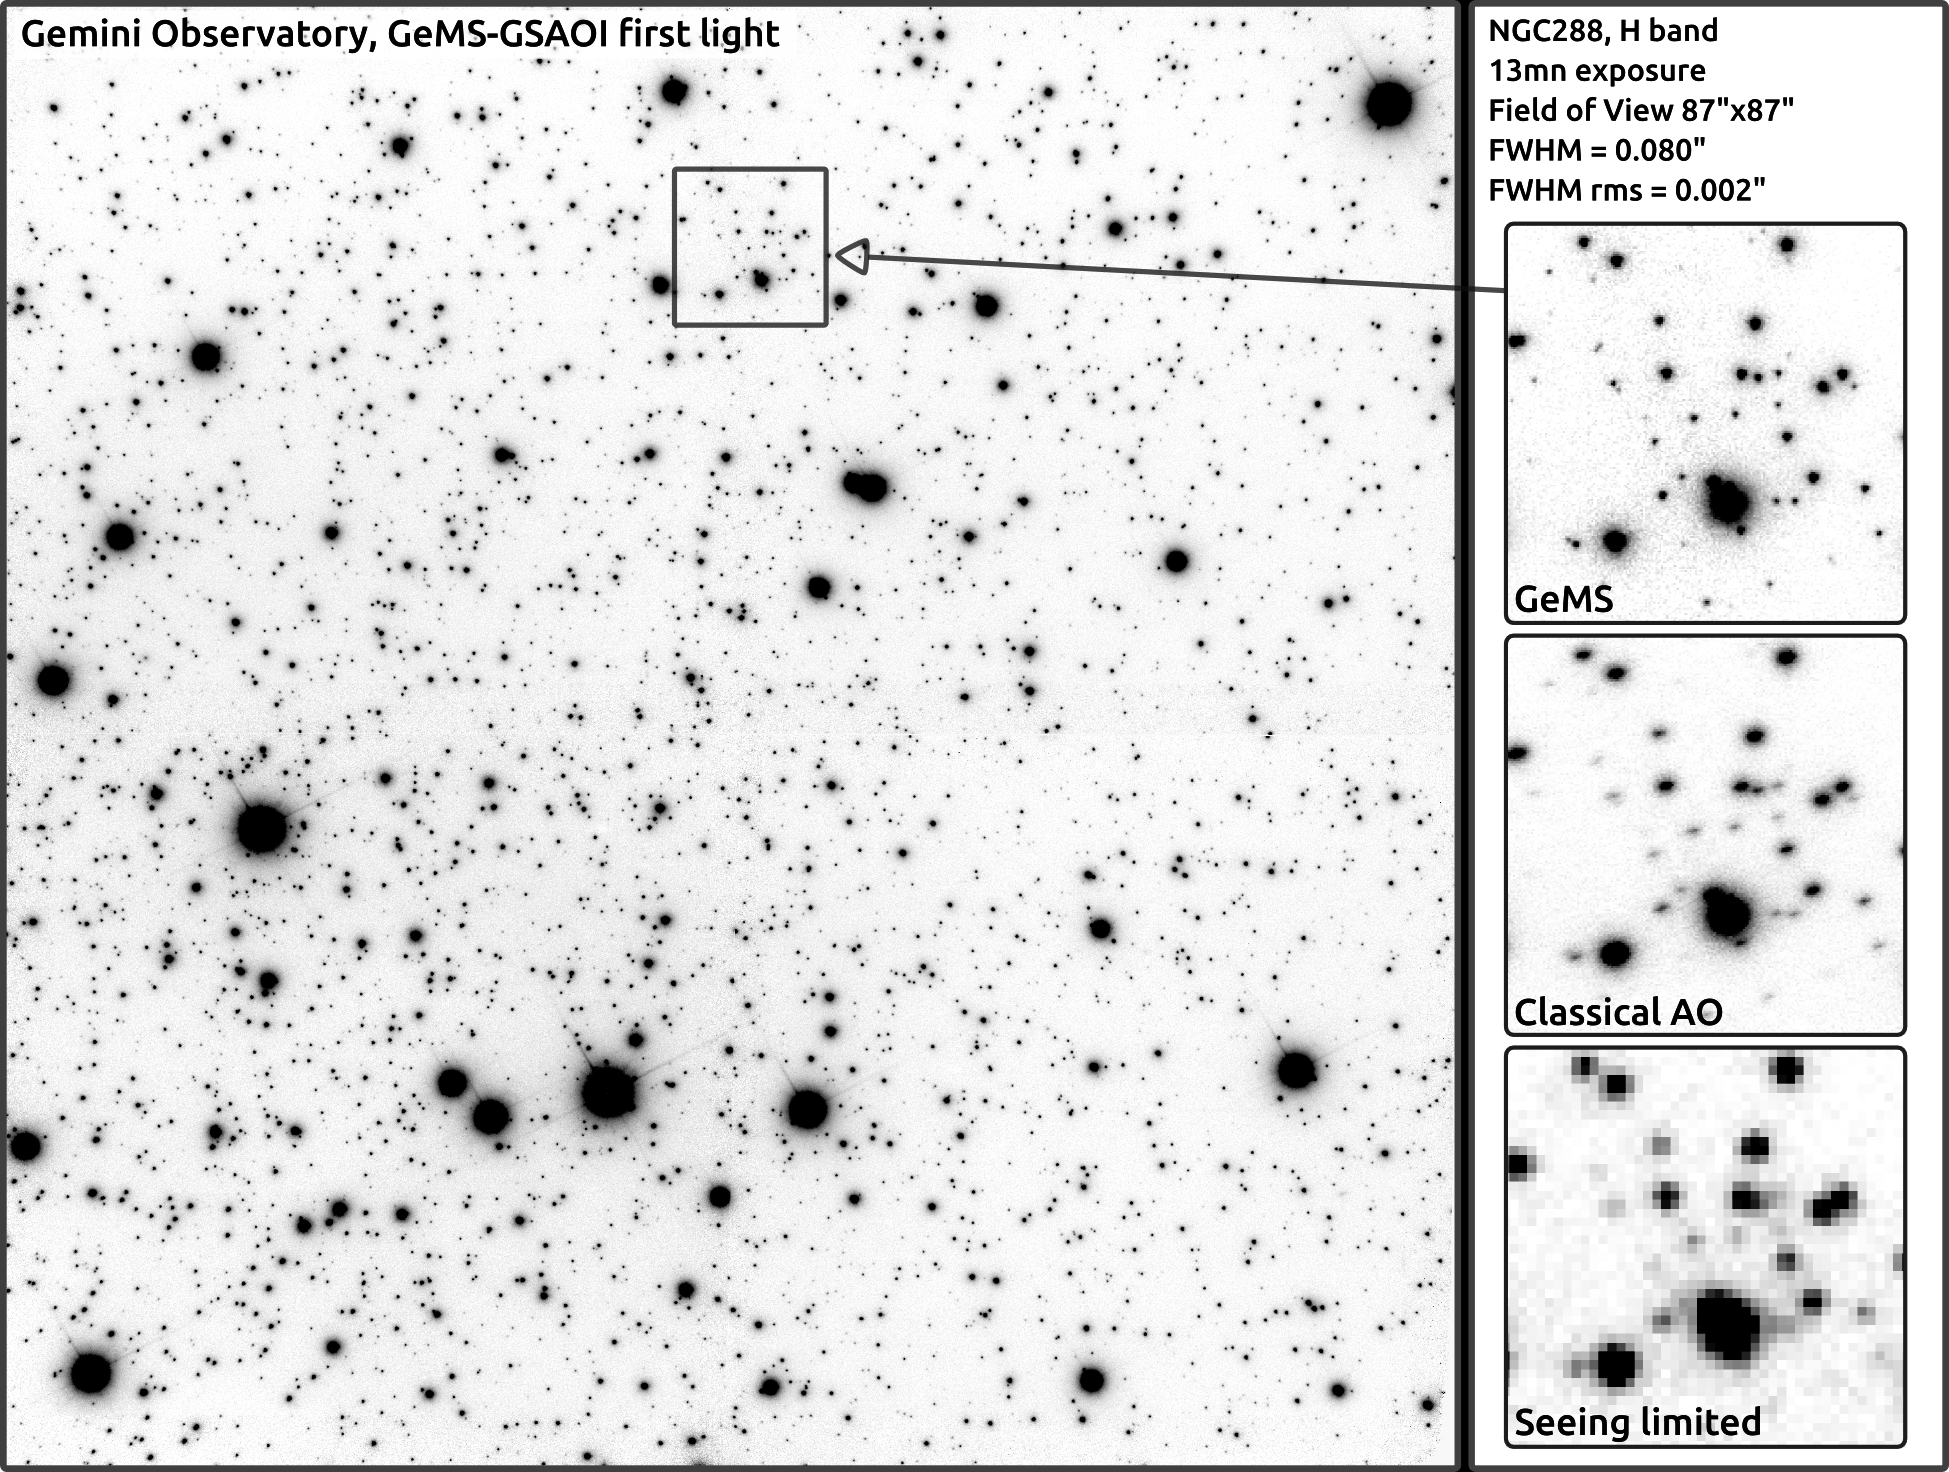 Gemini Observatory, GeMS-GSAOI first light
NGC288, H band
13mn exposure
Field of View 87"x87"
FWHM = 0.080"
FWHM rms = 0.002"
GeMS
Classical AO
Seeing limited